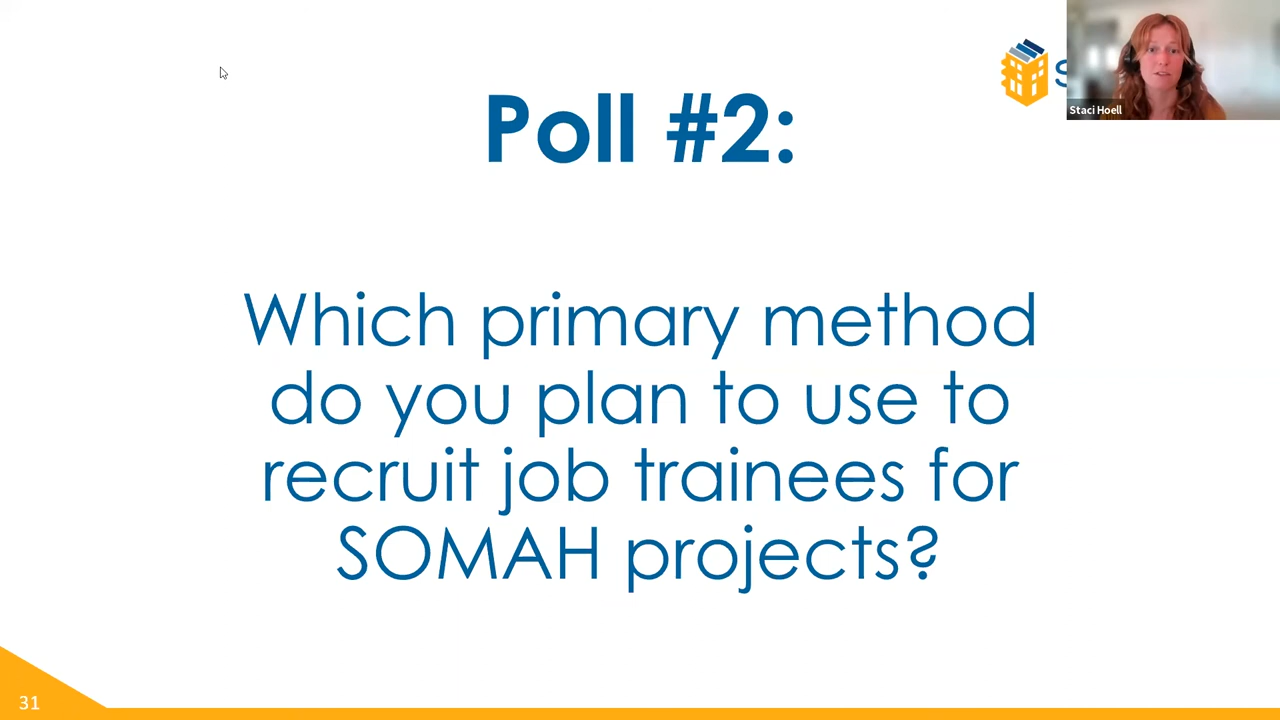 Poll #2:
S
Staci Hoell
Which primary method
do you plan to use to
recruit job trainees for
SOMAH projects?
31